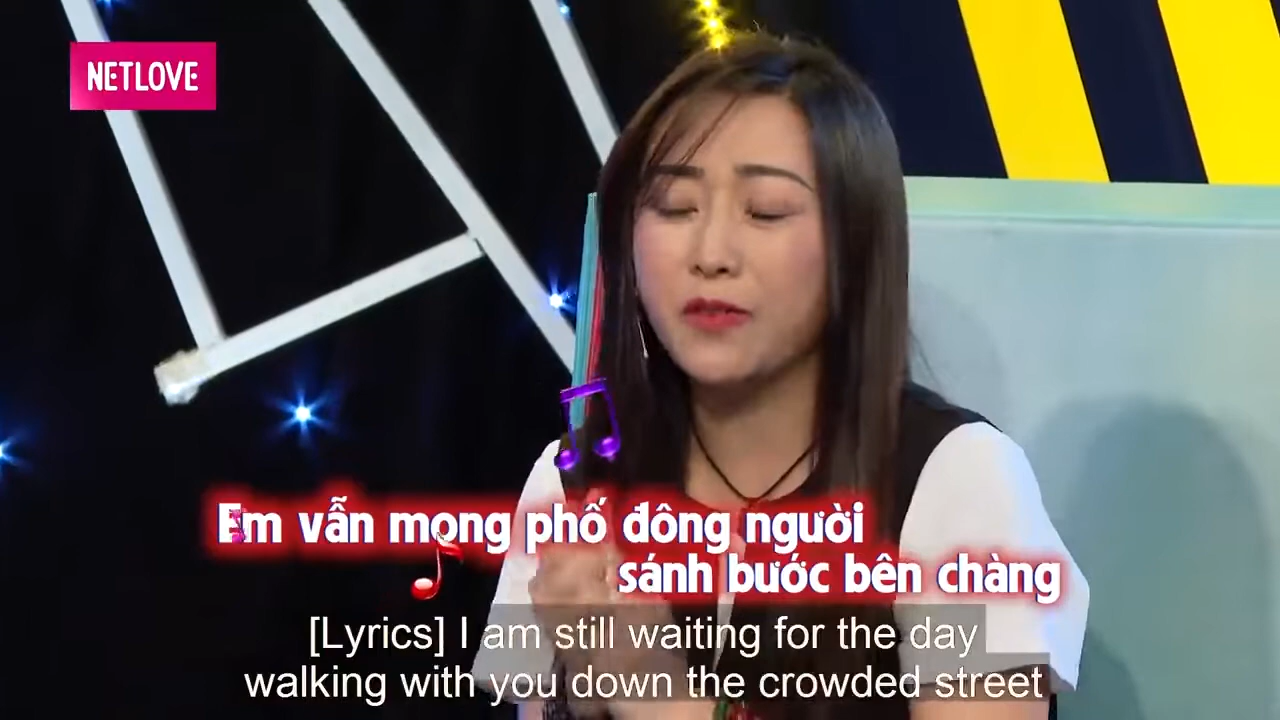 NETLOVE
Em vẫn mong phố đông người
sánh bước bên chàng
[Lyrics] I am still waiting for the day
walking with you down the crowded street